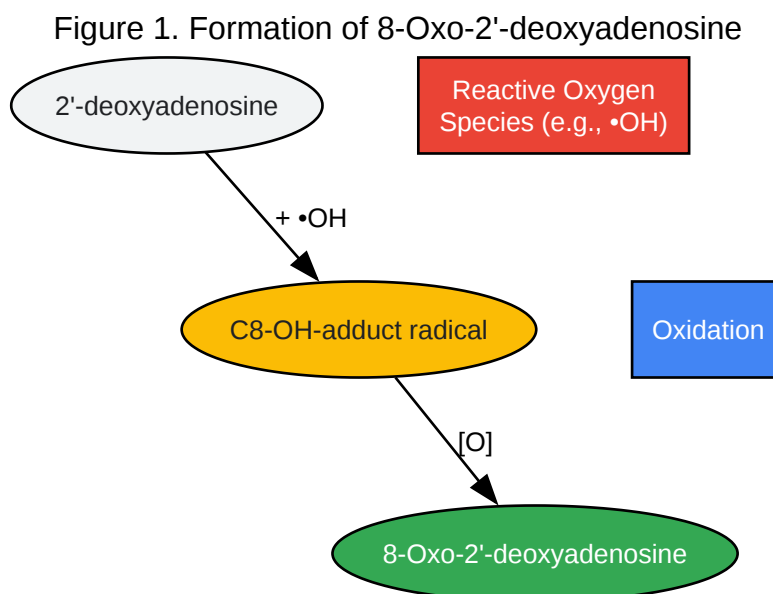 Figure 1. Formation of 8-Oxo-2'-deoxyadenosine
2'-deoxyadenosine
Reactive Oxygen
Species (e.g., •OH)
+ •OH
C8-OH-adduct radical
Oxidation
[O]
8-Oxo-2'-deoxyadenosine